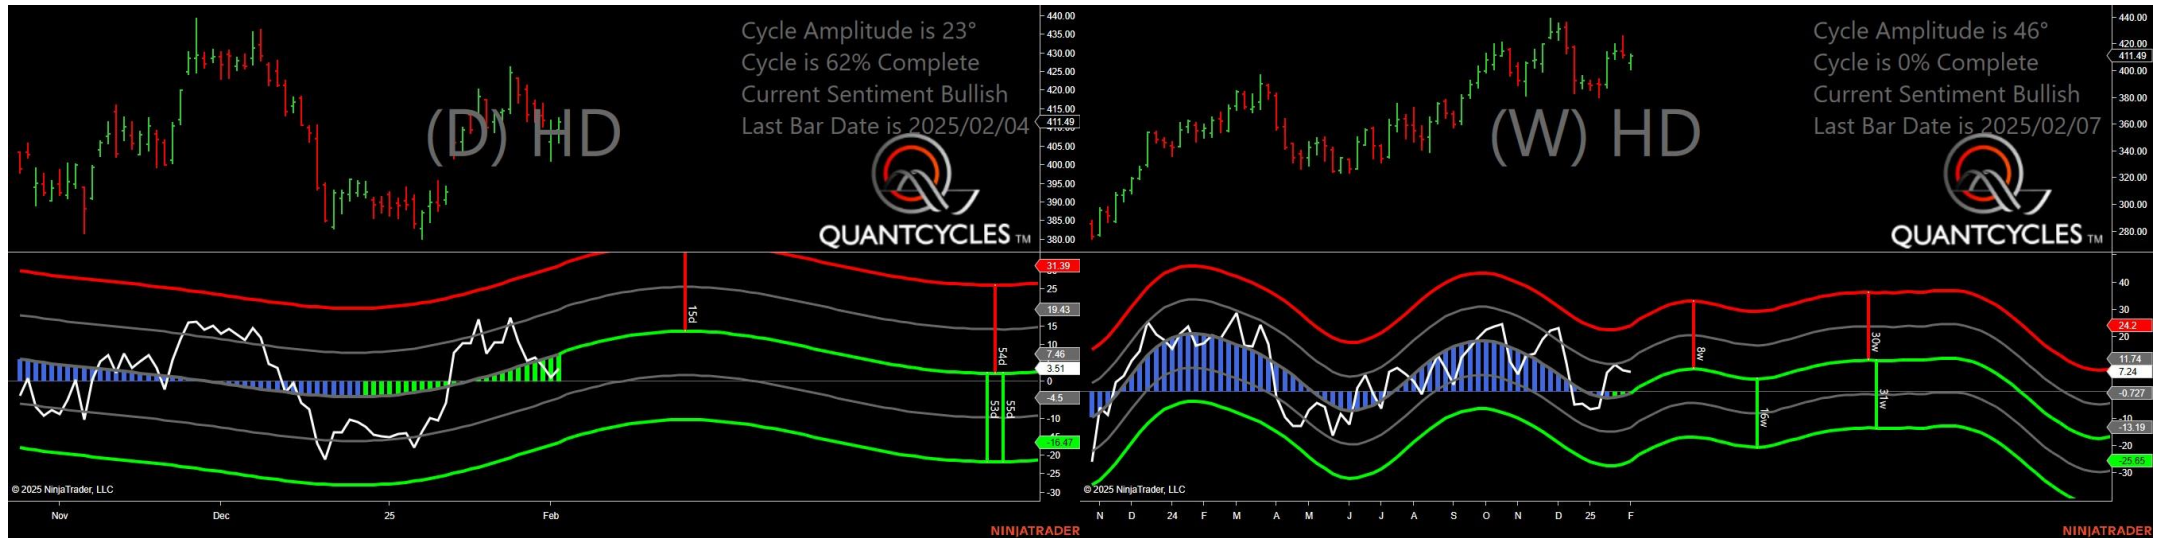 Cycle Amplitude is 23°
Cycle is 62% Complete
Current Sentiment Bullish
Last Bar Date is 2025/02/04
(D) HD
QUANTCYCLES TM
440.00
435.00
430.00
425.00
420.00
415.00
411.49
405.00
400.00
395.00
390.00
385.00
380.00
31.39
25
19.43
15
10
7.46
3.51
0
-4.5
-10
-16.47
-20
-25
-30
15d
54d
53d
55d
© 2025 NinjaTrader, LLC
Nov Dec 25 Feb
NINJATRADER
Cycle Amplitude is 46°
Cycle is 0% Complete
Current Sentiment Bullish
Last Bar Date is 2025/02/07
(W) HD
QUANTCYCLES TM
440.00
420.00
411.49
400.00
380.00
360.00
340.00
320.00
300.00
280.00
40
30
24.2
20
11.74
7.24
-0.727
-10
-13.19
-20
-25.65
-30
8w
16w
30w
31w
© 2025 NinjaTrader, LLC
N D 24 F M A M J J A S O N D 25 F
NINJATRADER